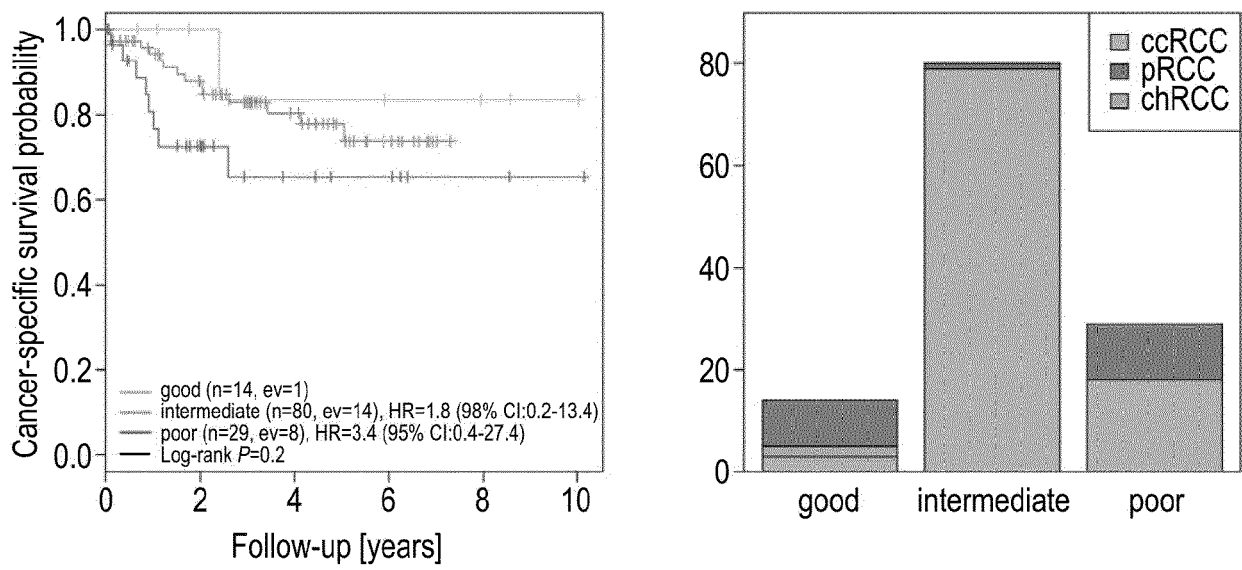 Cancer-specific survival probability
1.0
0.8
0.6
0.4
0.2
0.0
good (n=14, ev=1)
intermediate (n=80, ev=14), HR=1.8 (98% CI:0.2-13.4)
poor (n=29, ev=8), HR=3.4 (95% CI:0.4-27.4)
Log-rank P=0.2
0 2 4 6 8 10
Follow-up [years]
80
60
40
20
0
ccRCC
pRCC
chRCC
good intermediate poor